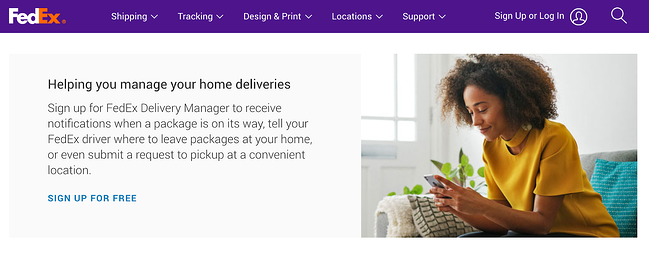 FedEx®
Shipping Tracking Design & Print Locations Support Sign Up or Log In
Helping you manage your home deliveries
Sign up for FedEx Delivery Manager to receive
notifications when a package is on its way, tell your
FedEx driver where to leave packages at your home,
or even submit a request to pickup at a convenient
location.
SIGN UP FOR FREE